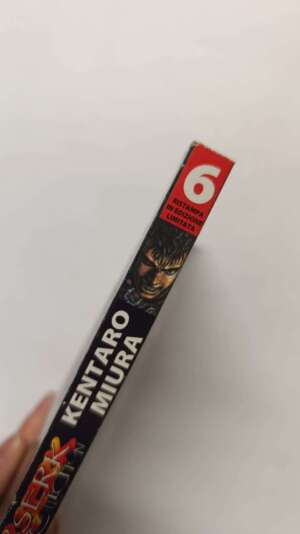 6
RISTAMPA
IN EDIZIONE
LIMITATA
KENTARO
MIURA